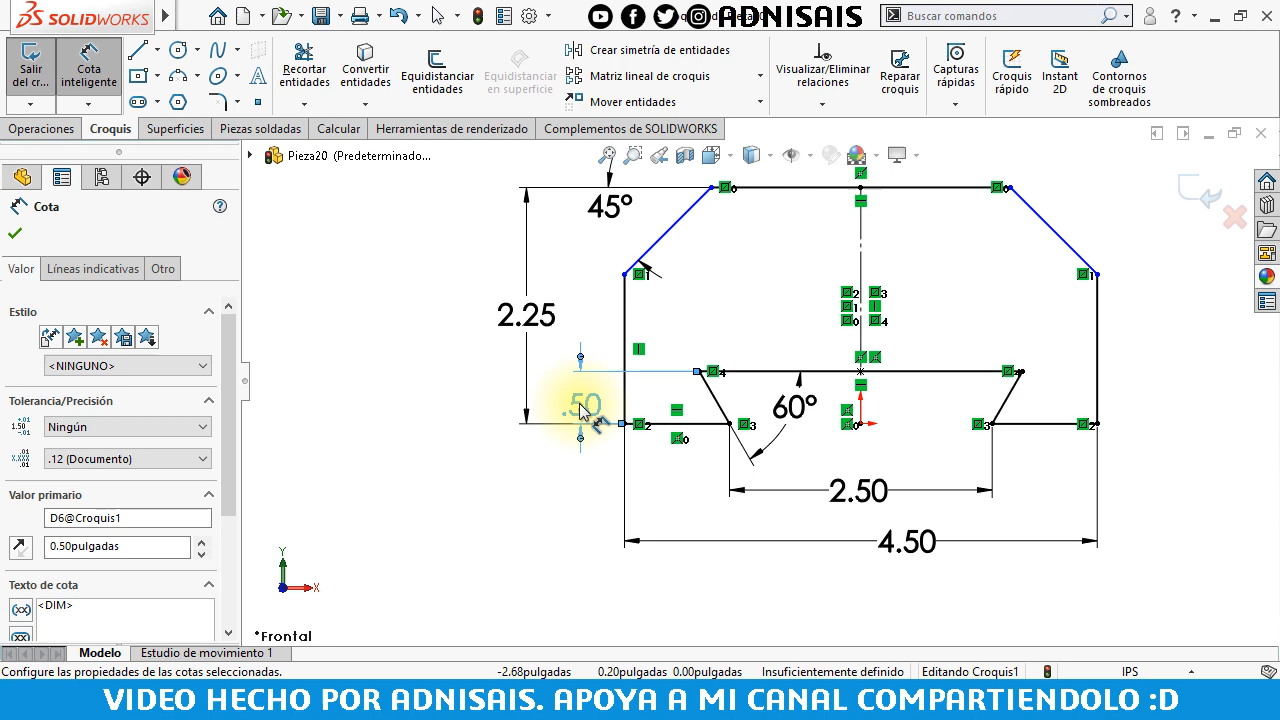 SOLIDWORKS
ADNISAIS
Buscar comandos
Salir del cr...
Cota inteligente
Recortar entidades
Convertir entidades
Equidistanciar entidades
Equidistanciar en superficie
Crear simetría de entidades
Matriz lineal de croquis
Mover entidades
Visualizar/Eliminar relaciones
Reparar croquis
Capturas rápidas
Croquis rápido
Instant 2D
Contornos de croquis sombreados
Operaciones
Croquis
Superficies
Piezas soldadas
Calcular
Herramientas de renderizado
Complementos de SOLIDWORKS
Pieza20 (Predeterminado...
Cota
Valor
Líneas indicativas
Otro
Estilo
<NINGUNO>
Tolerancia/Precisión
Ningún
.12 (Documento)
Valor primario
D6@Croquis1
0.50pulgadas
Texto de cota
<DIM>
45º
2.25
.50
60º
2.50
4.50
Y
X
*Frontal
Modelo
Estudio de movimiento 1
Configure las propiedades de las cotas seleccionadas.
-2.68pulgadas
0.20pulgadas
0.00pulgadas
Insuficientemente definido
Editando Croquis1
IPS
VIDEO HECHO POR ADNISAIS. APOYA A MI CANAL COMPARTIENDOLO :D